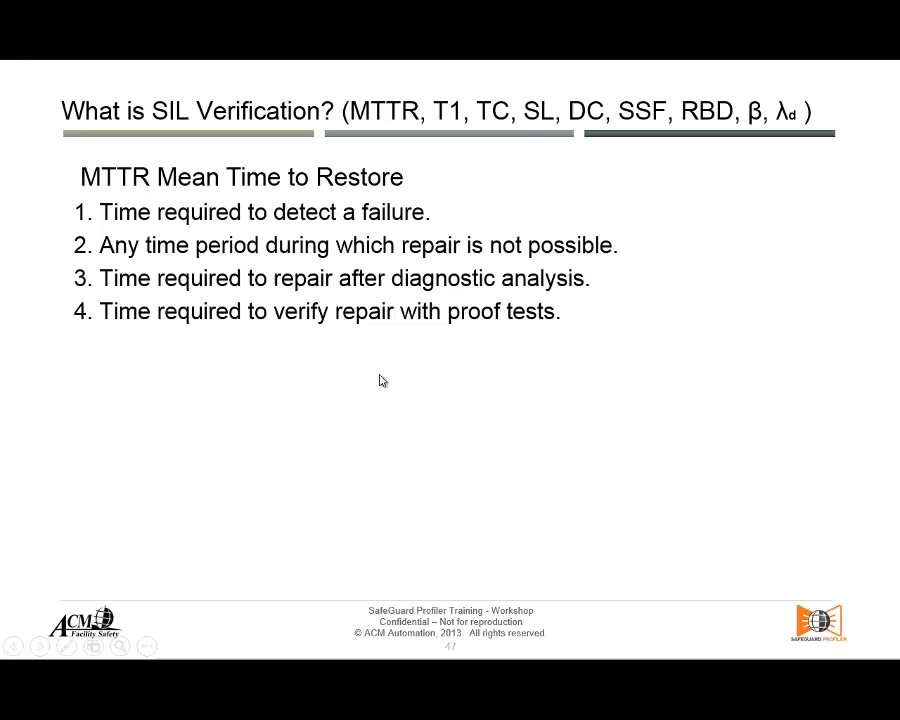 What is SIL Verification? (MTTR, T1, TC, SL, DC, SSF, RBD, β, λd )
MTTR Mean Time to Restore
1. Time required to detect a failure.
2. Any time period during which repair is not possible.
3. Time required to repair after diagnostic analysis.
4. Time required to verify repair with proof tests.
ACM
Facility Safety
SafeGuard Profiler Training - Workshop
Confidential – Not for reproduction
© ACM Automation, 2013. All rights reserved.
47
SAFEGUARD PROFILER